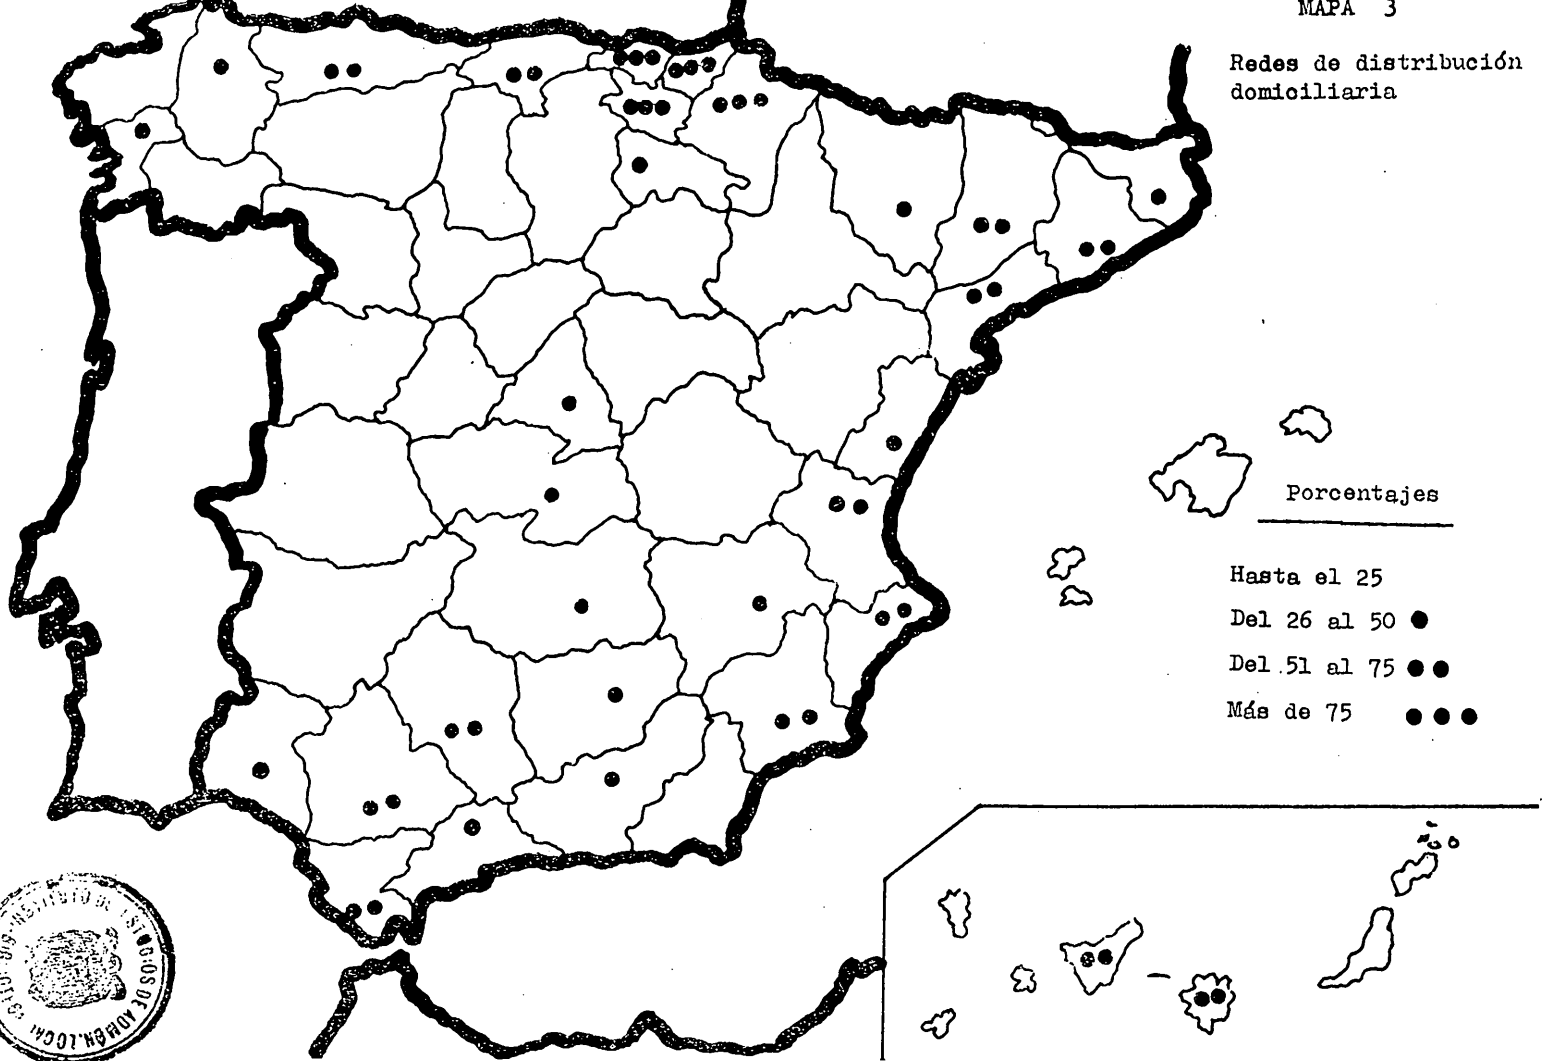 MAPA 3
Redes de distribución
domiciliaria
Porcentajes
Hasta el 25
Del 26 al 50
Del 51 al 75
Más de 75